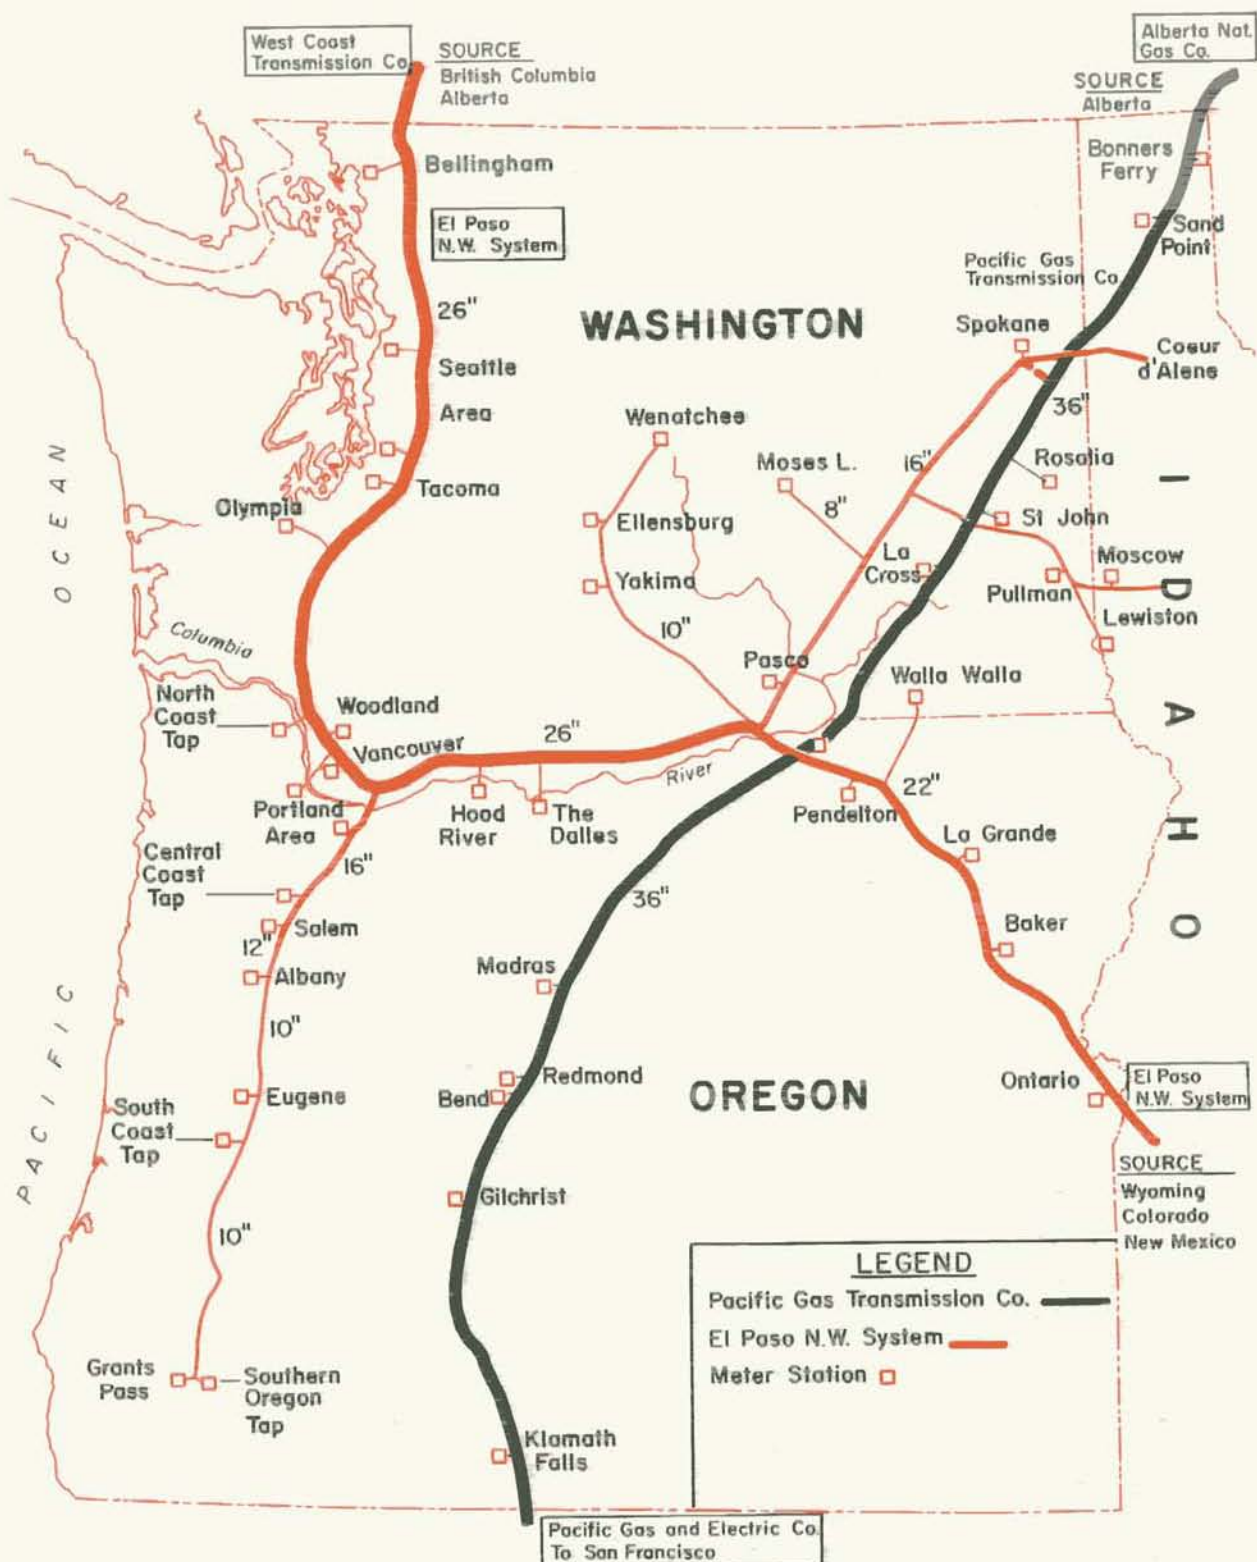 West Coast
Transmission Co.
SOURCE
British Columbia
Alberta
Alberta Nat.
Gas Co.
SOURCE
Alberta
Bellingham
Bonners
Ferry
El Paso
N.W. System
Sand
Point
Pacific Gas
Transmission Co.
26"
WASHINGTON
Spokane
Seattle
Area
Coeur
d'Alene
36"
Wenatchee
Moses L.
16"
Rosalia
Tacoma
8"
Olympia
Ellensburg
St John
La
Cross
Moscow
Yakima
Pullman
Lewiston
IDAHO
OCEAN
10"
Columbia
Pasco
Walla Walla
North
Coast
Tap
Woodland
Vancouver
26"
River
22"
Portland
Area
Hood
River
The
Dalles
Pendelton
La Grande
Central
Coast
Tap
16"
36"
Salem
12"
Baker
Albany
Madras
PACIFIC
10"
Redmond
Bend
OREGON
Ontario
El Paso
N.W. System
Eugene
South
Coast
Tap
SOURCE
Wyoming
Colorado
New Mexico
Gilchrist
10"
LEGEND
Pacific Gas Transmission Co.
El Paso N.W. System
Meter Station
Grants
Pass
Southern
Oregon
Tap
Klamath
Falls
Pacific Gas and Electric Co.
To San Francisco